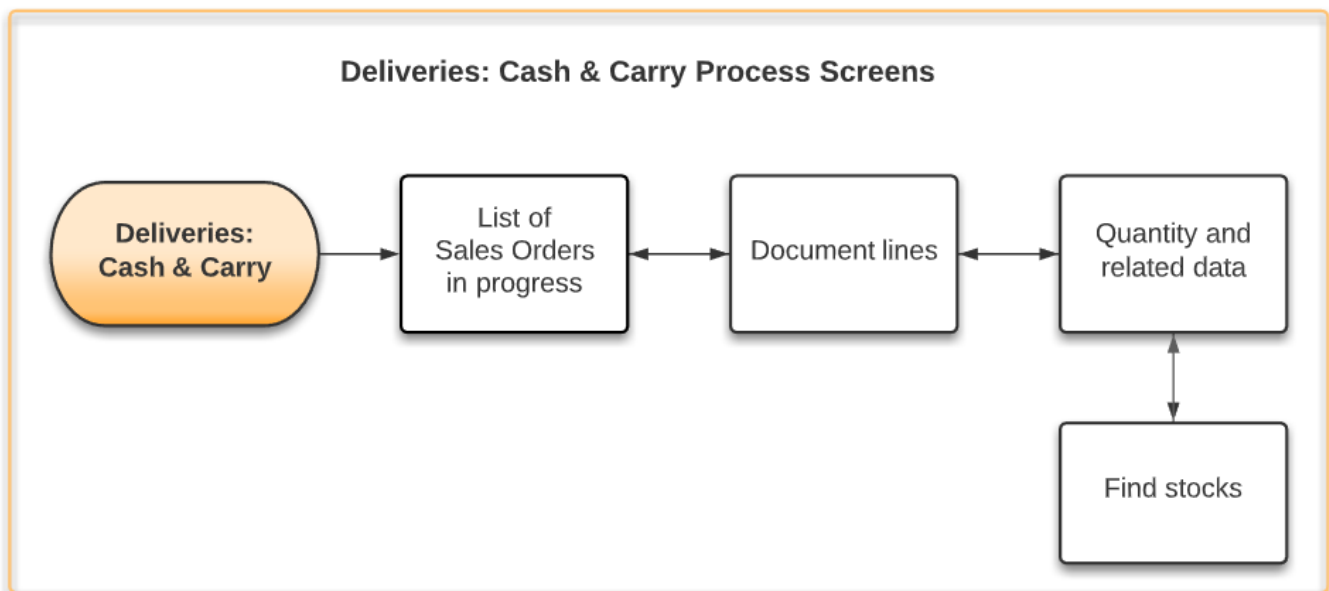 Deliveries: Cash & Carry Process Screens
Deliveries:
Cash & Carry
List of
Sales Orders
in progress
Document lines
Quantity and
related data
Find stocks